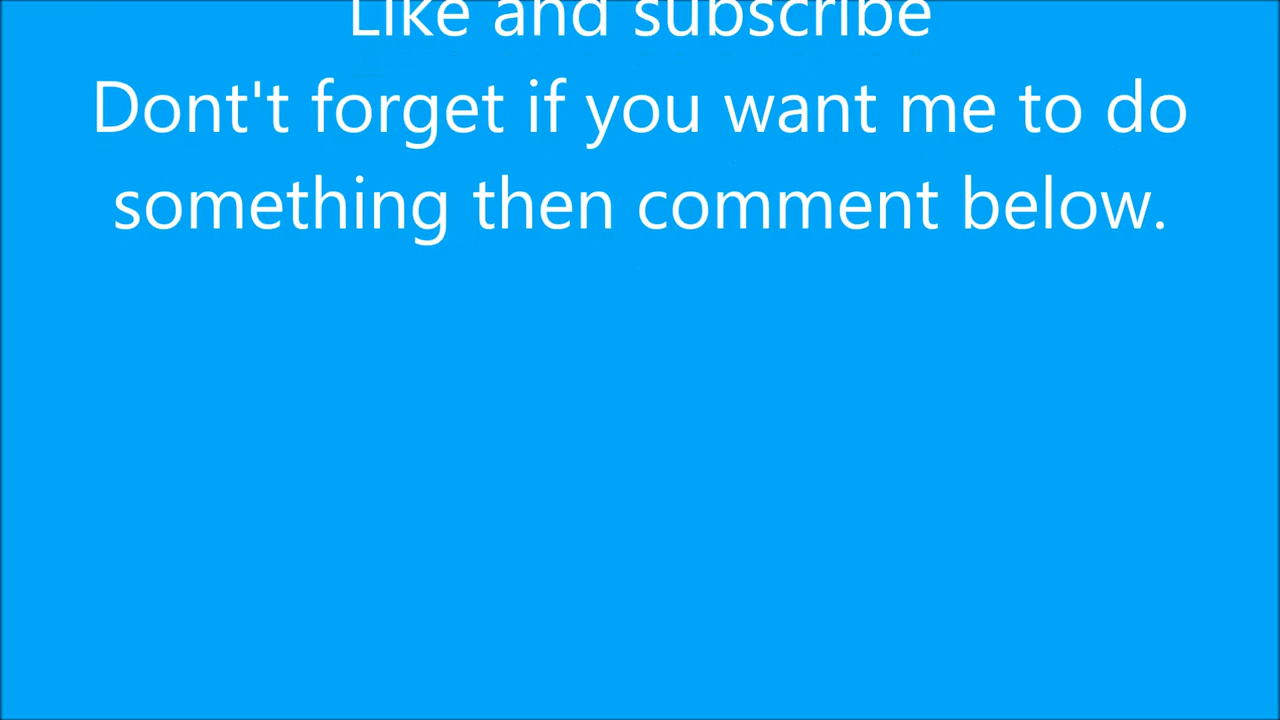 Like and subscribe
Dont't forget if you want me to do
something then comment below.